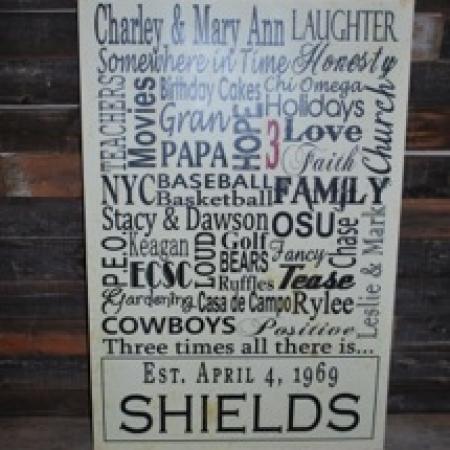 Charley & Mary Ann LAUGHTER
Somewhere in Time Honesty
TEACHERS
Movies
Birthday Cakes
Chi Omega
Gran
HOPE
Holidays
Church
PAPA
3
Love
Faith
NYC
BASEBALL
Basketball
FAMILY
Stacy & Dawson
OSU
Chase
Leslie & Mark
P.E.O.
Keagan
LOUD
Golf
BEARS
Fancy
ECSC
Ruffles
Tease
Gardening
Casa de Campo
Rylee
COWBOYS
Positive
Three times all there is...
EST. APRIL 4, 1969
SHIELDS